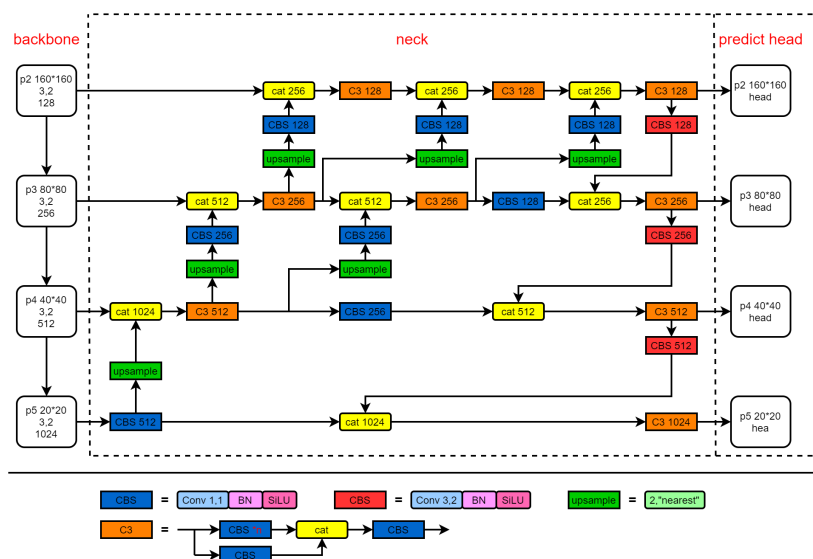 backbone
neck
predict head
p2 160*160
3,2
128
cat 256
C3 128
cat 256
C3 128
cat 256
C3 128
p2 160*160
head
CBS 128
CBS 128
CBS 128
CBS 128
upsample
upsample
upsample
p3 80*80
3,2
256
cat 512
C3 256
cat 512
C3 256
CBS 128
cat 256
C3 256
p3 80*80
head
CBS 256
CBS 256
CBS 256
upsample
upsample
p4 40*40
3,2
512
cat 1024
C3 512
CBS 256
cat 512
C3 512
p4 40*40
head
CBS 512
upsample
p5 20*20
3,2
1024
CBS 512
cat 1024
C3 1024
p5 20*20
hea
CBS = Conv 1,1 BN SiLU
CBS = Conv 3,2 BN SiLU
upsample = 2,"nearest"
C3 = CBS cat CBS
CBS